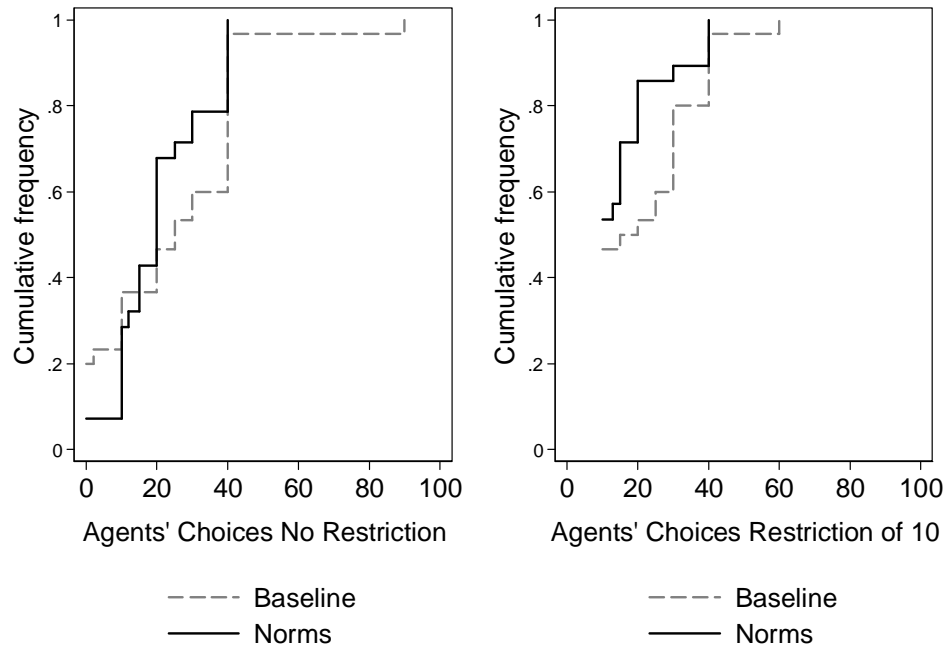 Cumulative frequency
1
.8
.6
.4
.2
0
0 20 40 60 80 100
Agents' Choices No Restriction
Baseline
Norms
Cumulative frequency
1
.8
.6
.4
.2
0
0 20 40 60 80 100
Agents' Choices Restriction of 10
Baseline
Norms